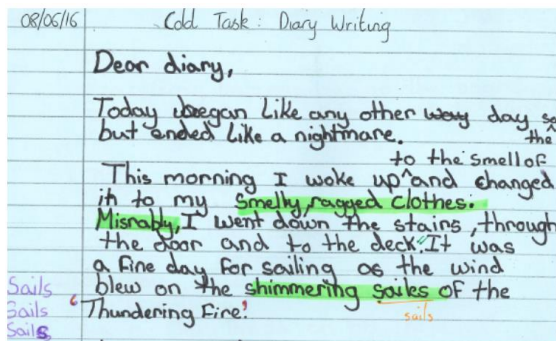 08/06/16 Cold Task: Diary Writing
Dear diary,
Today began like any other way day so
but ended like a nightmare.
the
to the smell of
This morning I woke up ^ and changed
in to my smelly, ragged clothes.
Misrably, I went down the stairs, through
the door and to the deck. It was
a fine day for sailing as the wind
blew on the shimmering sailes of the
'Thundering Fire'.
sails
Sails
Sails
Sails